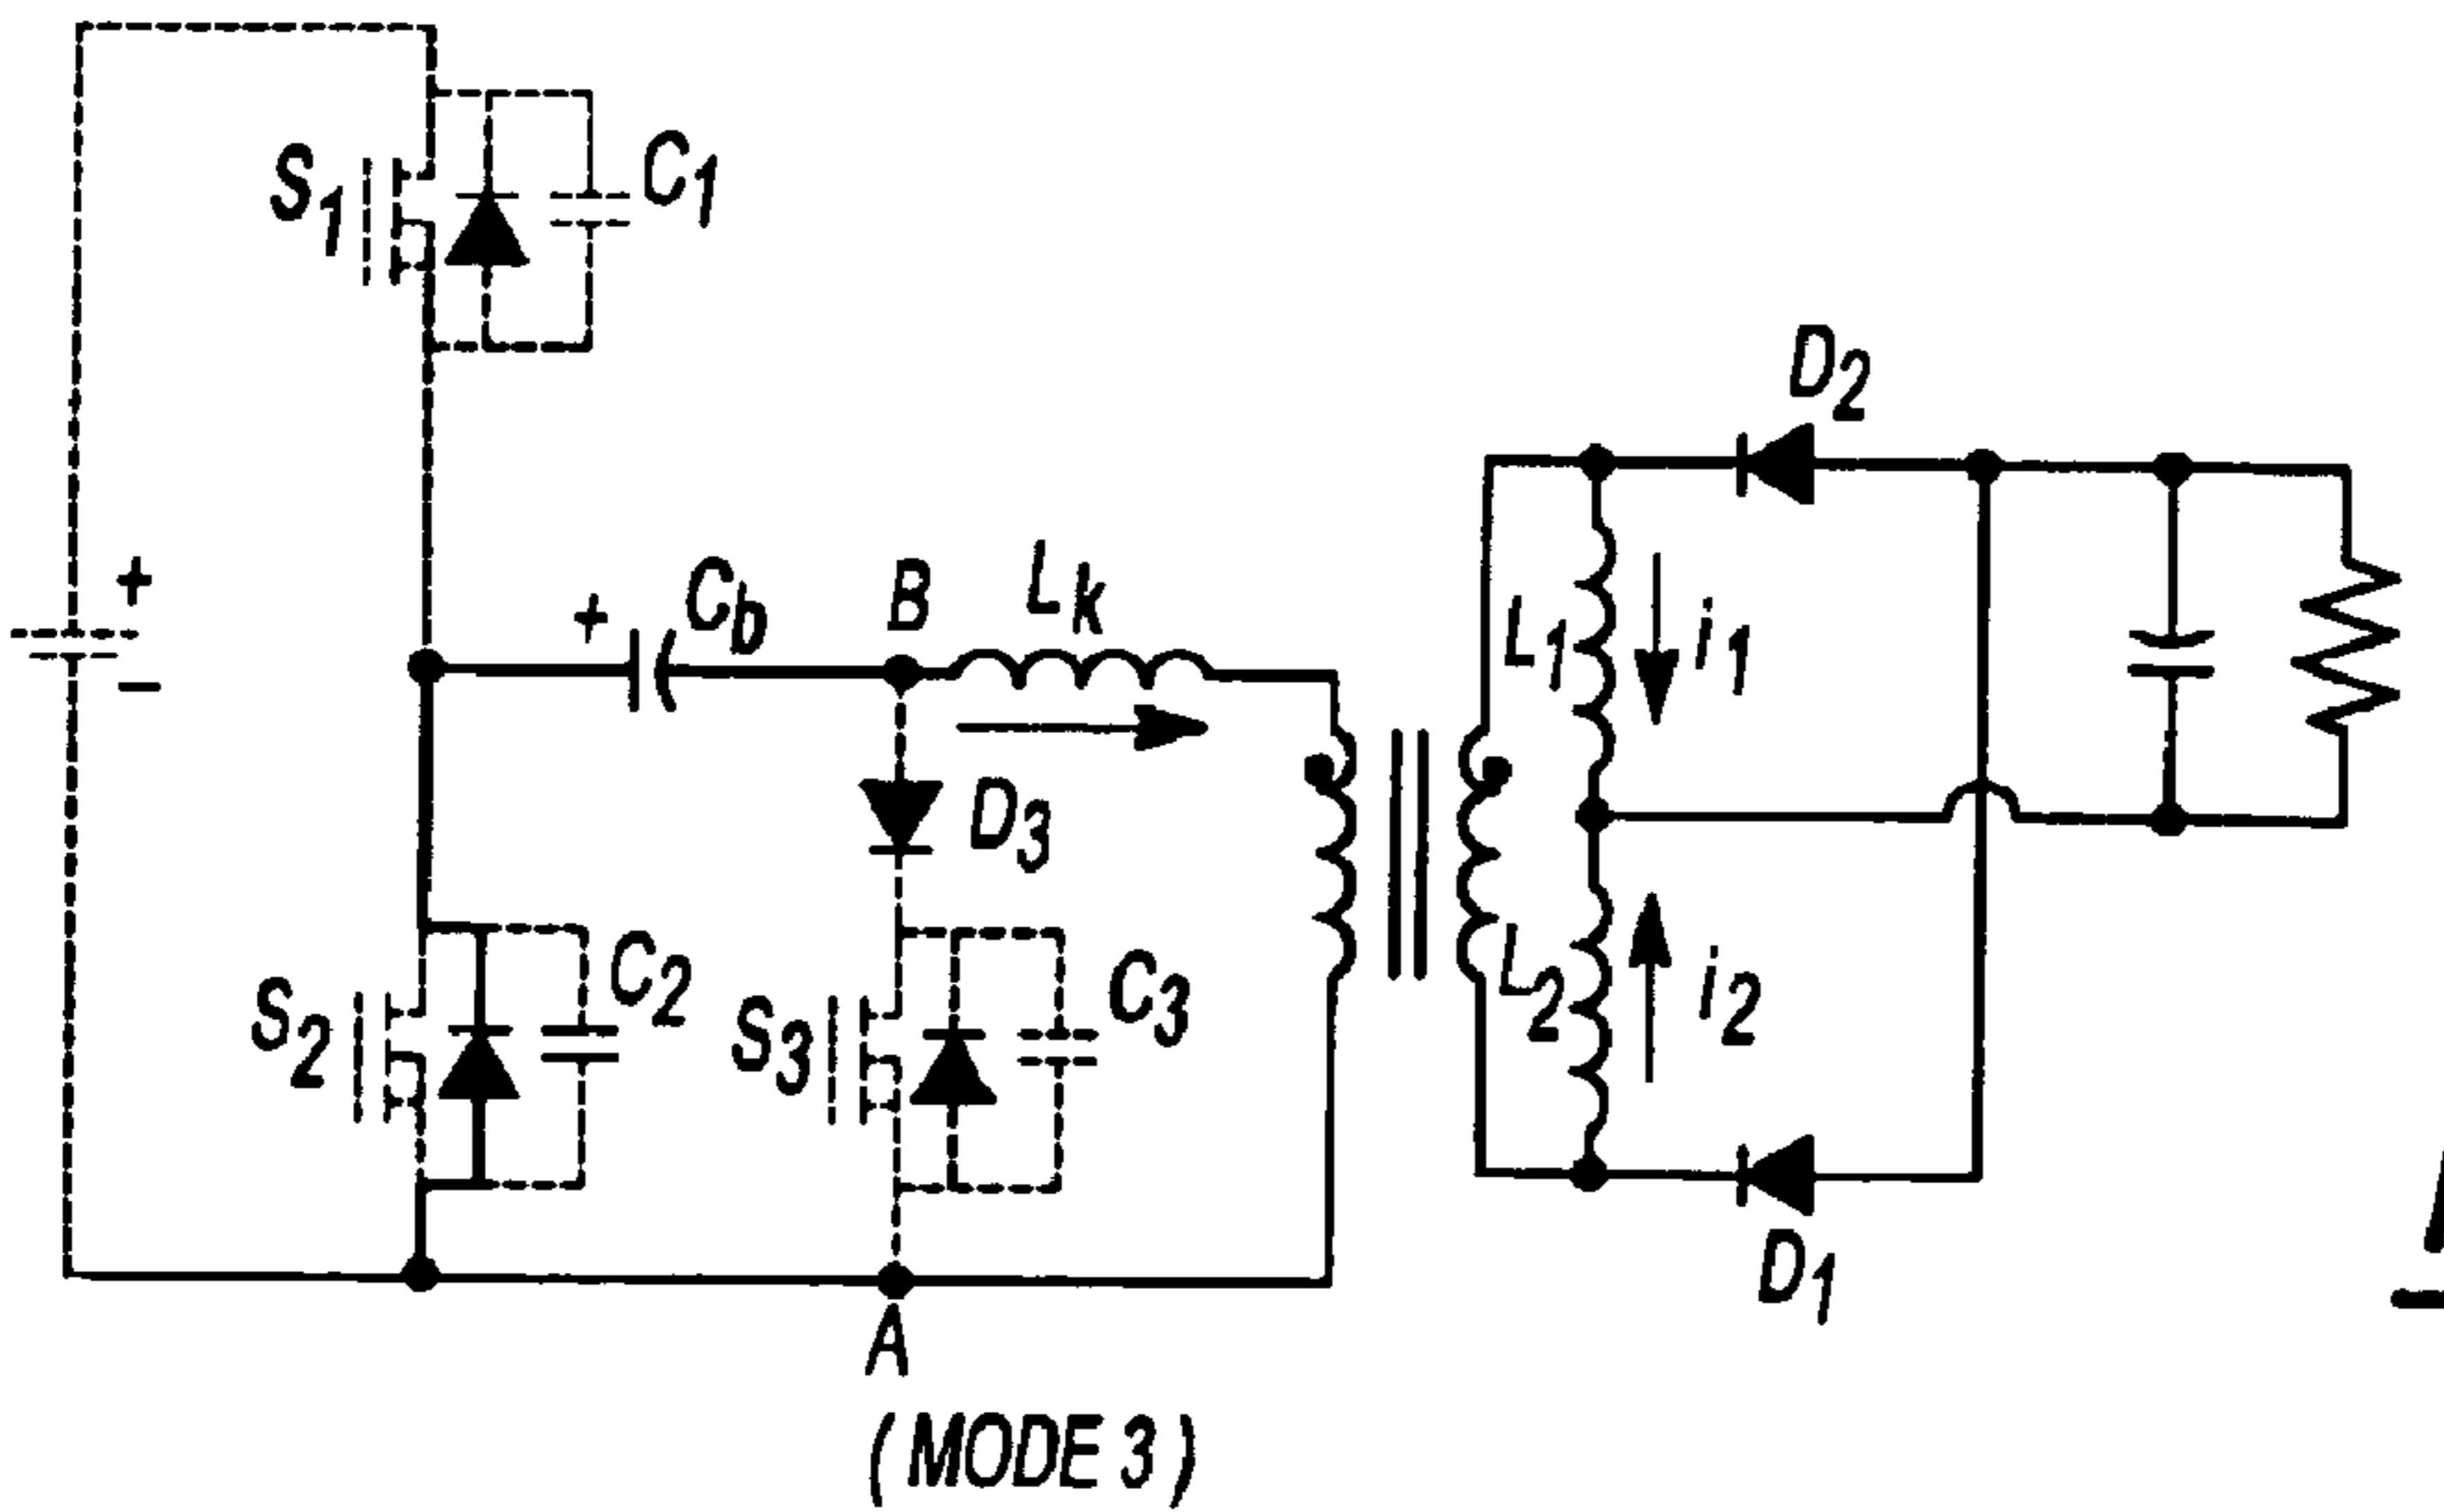 S1
C1
+
−
+
Cb
B
Lk
D3
S2
C2
S3
C3
D2
L1
i1
L2
i2
D1
A
(MODE 3)